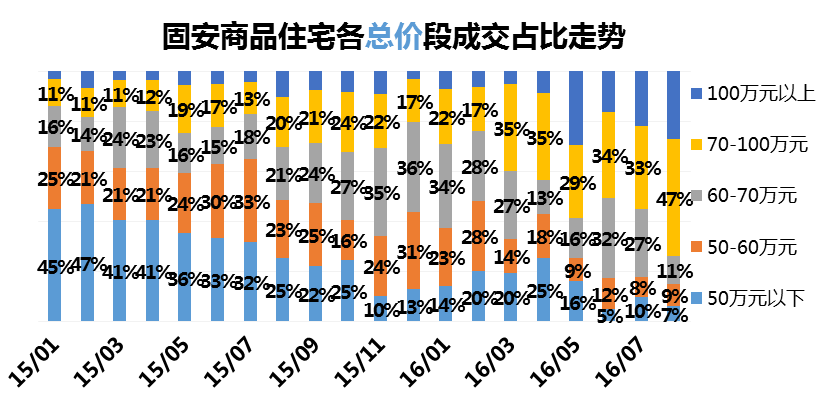 固安商品住宅各总价段成交占比走势
11% 11% 11% 12% 19% 17% 13% 20% 21% 24% 22% 17% 22% 17% 35% 35% 29% 34% 33% 47%
16% 14% 24% 23% 16% 15% 18% 21% 24% 27% 35% 36% 34% 28% 27% 13% 16% 32% 27% 11%
25% 21% 21% 21% 24% 30% 33% 23% 25% 16% 24% 31% 23% 28% 14% 18% 9% 12% 8% 9%
45% 47% 41% 41% 36% 33% 32% 25% 22% 25% 10% 13% 14% 20% 20% 25% 16% 5% 10% 7%
100万元以上
70-100万元
60-70万元
50-60万元
50万元以下
15/01 15/03 15/05 15/07 15/09 15/11 16/01 16/03 16/05 16/07